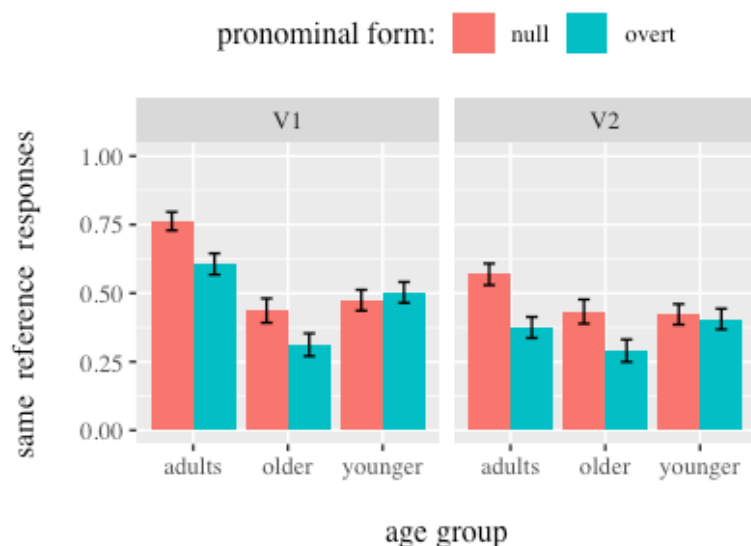 pronominal form: null overt
V1 V2
same reference responses
1.00
0.75
0.50
0.25
0.00
adults older younger adults older younger
age group